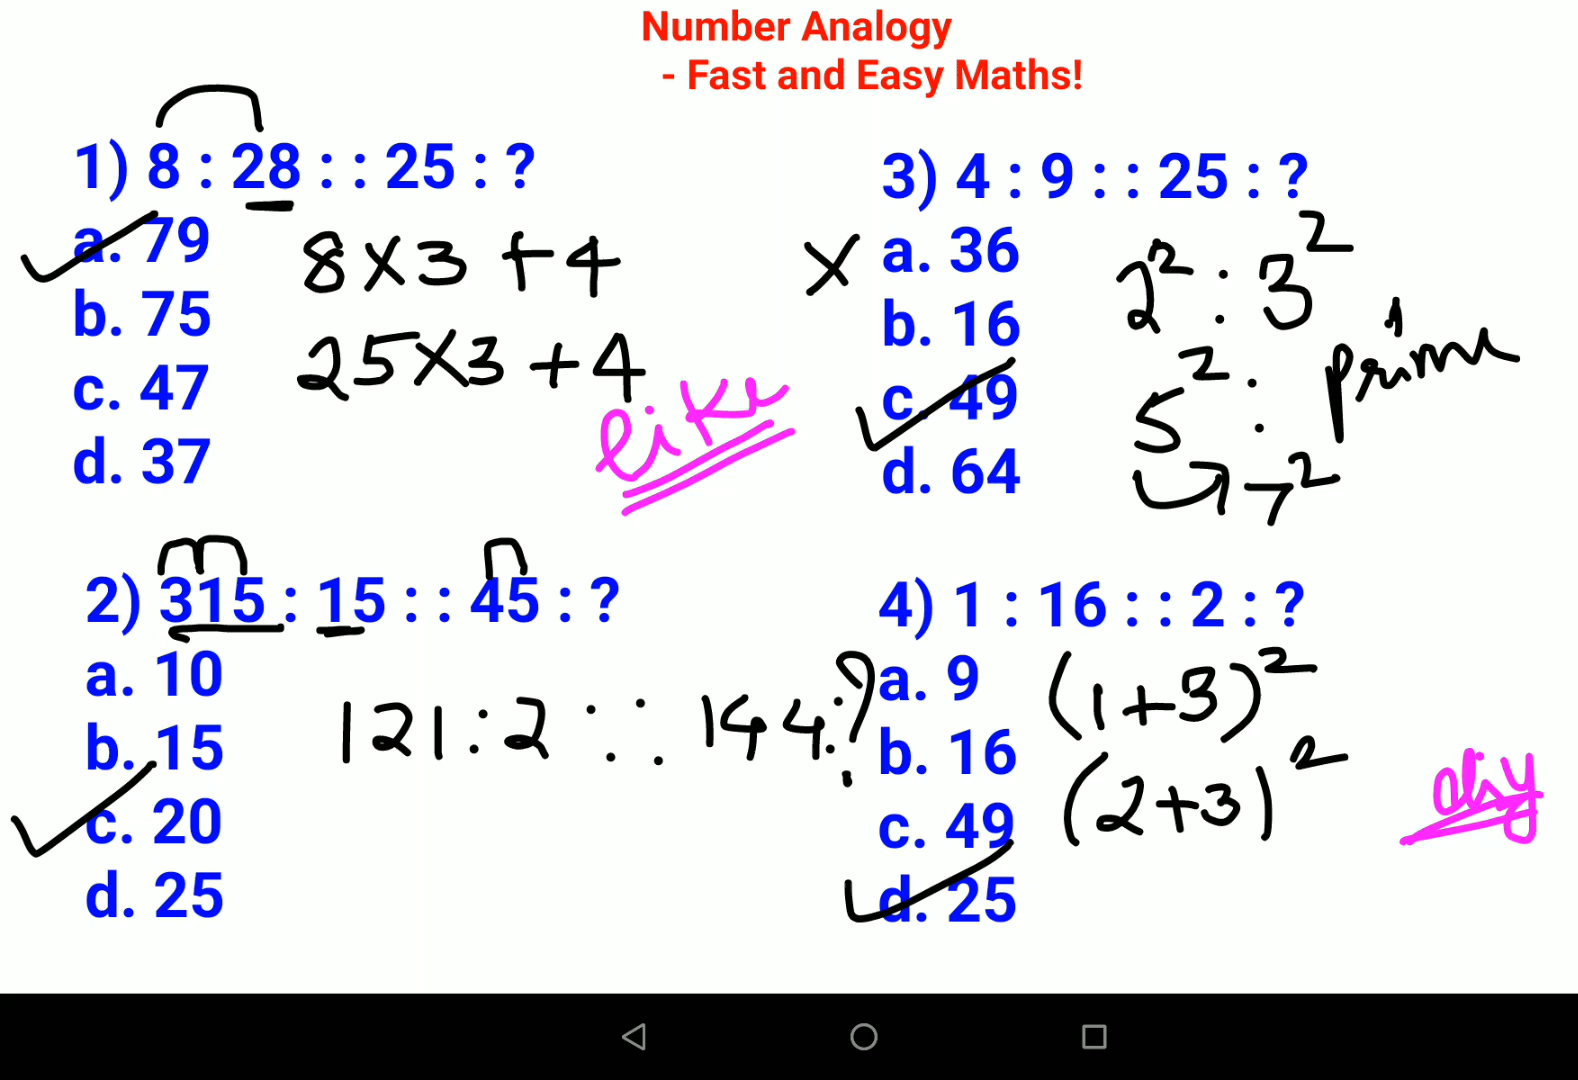 Number Analogy
- Fast and Easy Maths!
1) 8 : 28 : : 25 : ?
a. 79
b. 75
c. 47
d. 37
8×3 +4
25×3 +4
like
2) 315 : 15 : : 45 : ?
a. 10
b. 15
c. 20
d. 25
121:2 :: 144:?
3) 4 : 9 : : 25 : ?
a. 36
b. 16
c. 49
d. 64
X
2² : 3²
5² : prime
7²
4) 1 : 16 : : 2 : ?
a. 9
b. 16
c. 49
d. 25
(1+3)²
(2+3)²